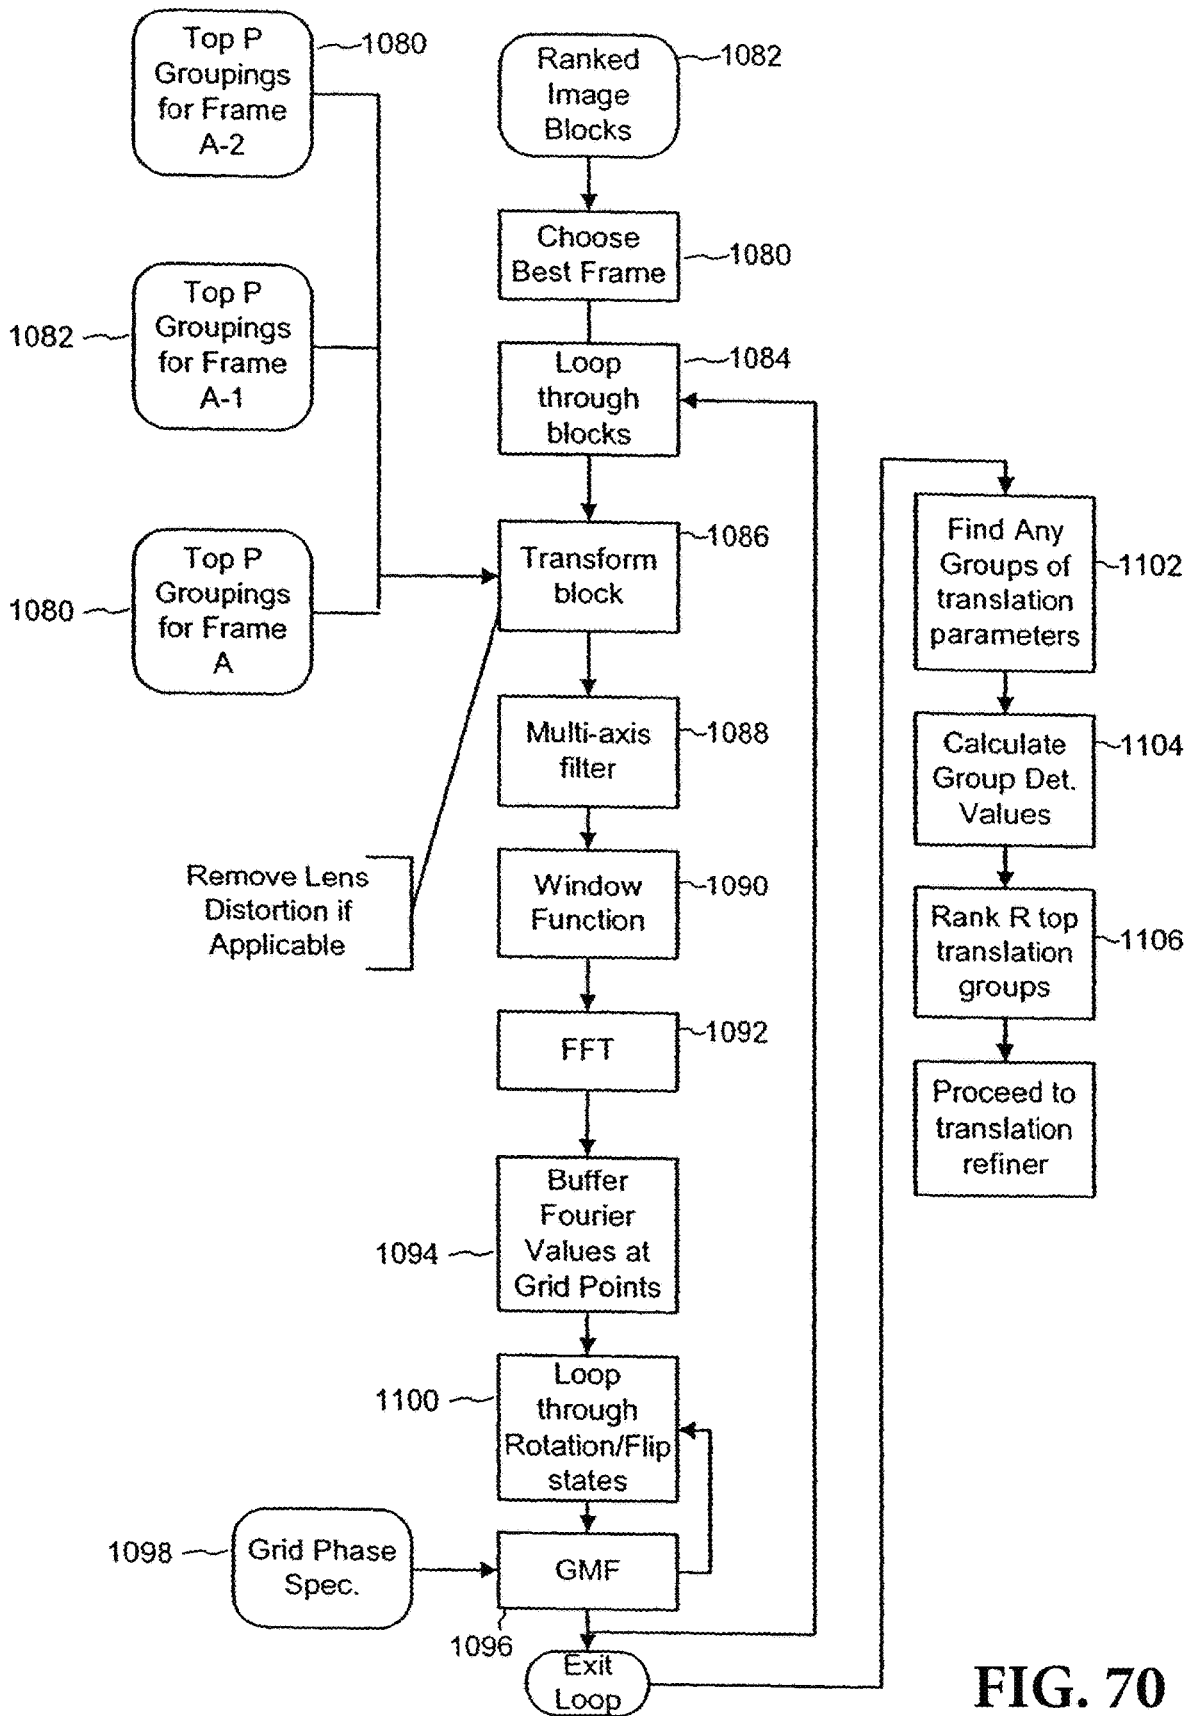 Top P
Groupings
for Frame
A-2
1080
Top P
Groupings
for Frame
A-1
1082
Top P
Groupings
for Frame
A
1080
Ranked
Image
Blocks
1082
Choose
Best Frame
1080
Loop
through
blocks
1084
Transform
block
1086
Multi-axis
filter
1088
Remove Lens
Distortion if
Applicable
Window
Function
1090
FFT
1092
Buffer
Fourier
Values at
Grid Points
1094
Loop
through
Rotation/Flip
states
1100
Grid Phase
Spec.
1098
GMF
1096
Exit
Loop
Find Any
Groups of
translation
parameters
1102
Calculate
Group Det.
Values
1104
Rank R top
translation
groups
1106
Proceed to
translation
refiner
FIG. 70